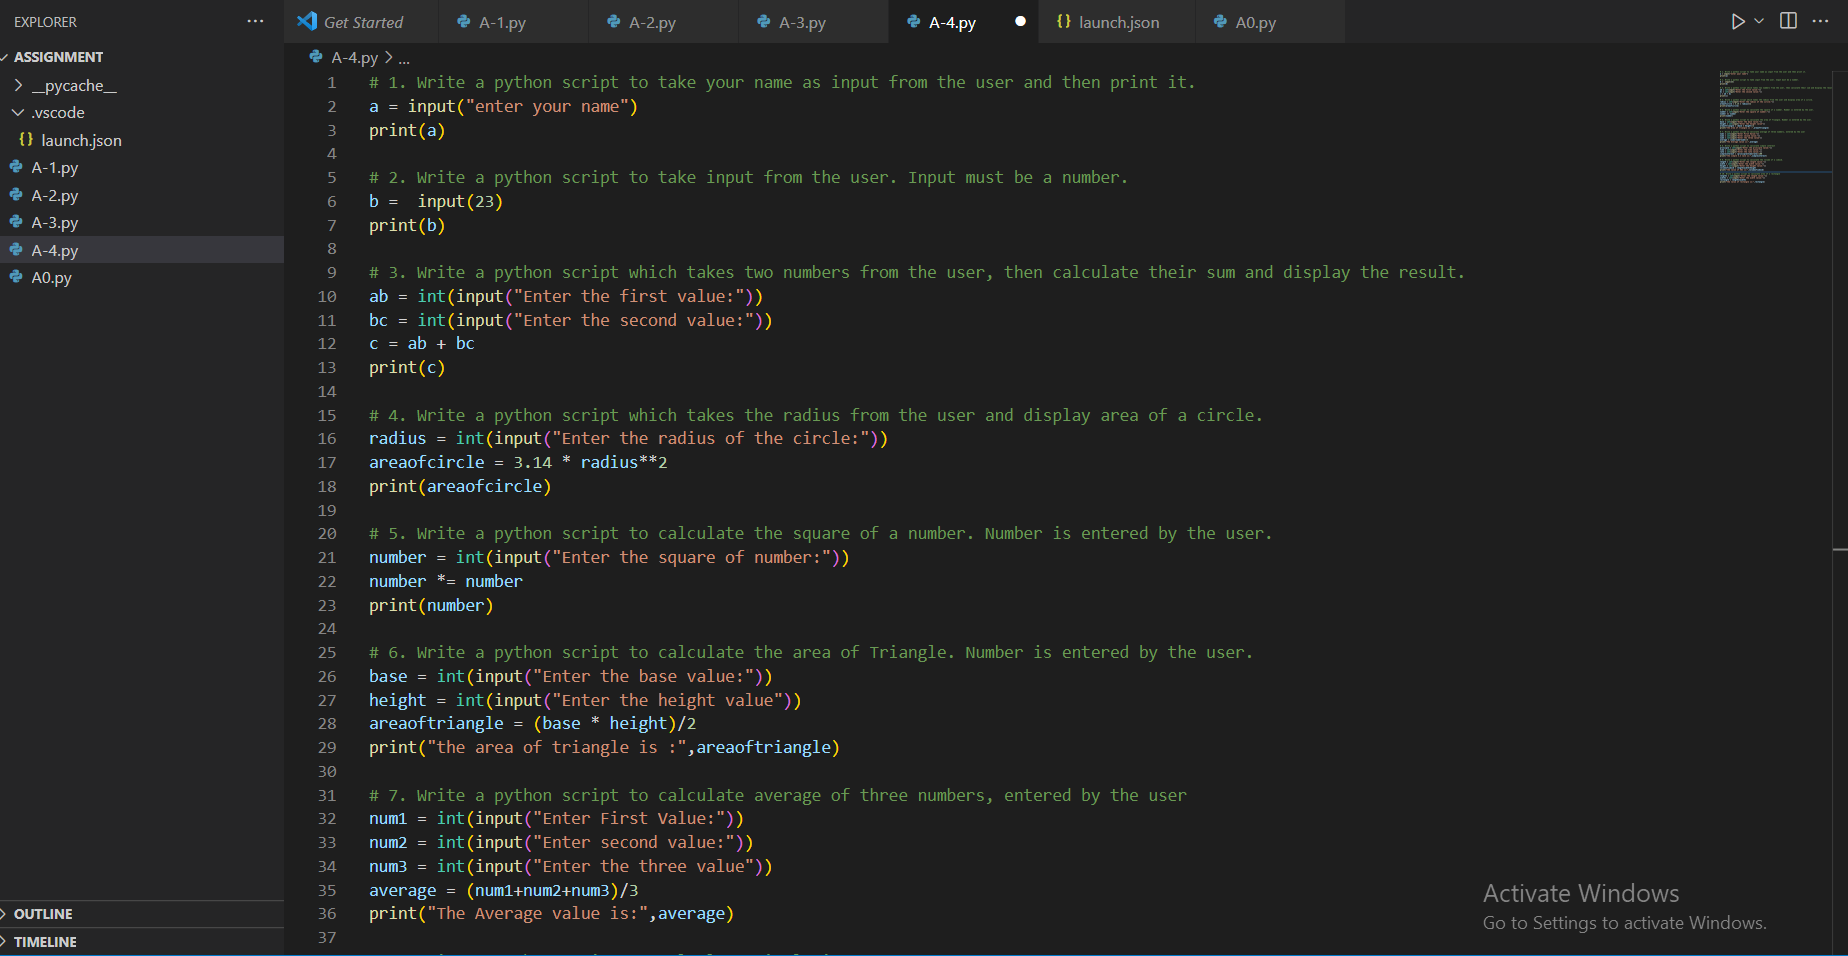 EXPLORER
ASSIGNMENT
__pycache__
.vscode
launch.json
A-1.py
A-2.py
A-3.py
A-4.py
A0.py
OUTLINE
TIMELINE
Get Started
A-1.py
A-2.py
A-3.py
A-4.py
launch.json
A0.py
A-4.py > ...
1 # 1. Write a python script to take your name as input from the user and then print it.
2 a = input("enter your name")
3 print(a)
4
5 # 2. Write a python script to take input from the user. Input must be a number.
6 b =  input(23)
7 print(b)
8
9 # 3. Write a python script which takes two numbers from the user, then calculate their sum and display the result.
10 ab = int(input("Enter the first value:"))
11 bc = int(input("Enter the second value:"))
12 c = ab + bc
13 print(c)
14
15 # 4. Write a python script which takes the radius from the user and display area of a circle.
16 radius = int(input("Enter the radius of the circle:"))
17 areaofcircle = 3.14 * radius**2
18 print(areaofcircle)
19
20 # 5. Write a python script to calculate the square of a number. Number is entered by the user.
21 number = int(input("Enter the square of number:"))
22 number *= number
23 print(number)
24
25 # 6. Write a python script to calculate the area of Triangle. Number is entered by the user.
26 base = int(input("Enter the base value:"))
27 height = int(input("Enter the height value"))
28 areaoftriangle = (base * height)/2
29 print("the area of triangle is :",areaoftriangle)
30
31 # 7. Write a python script to calculate average of three numbers, entered by the user
32 num1 = int(input("Enter First Value:"))
33 num2 = int(input("Enter second value:"))
34 num3 = int(input("Enter the three value"))
35 average = (num1+num2+num3)/3
36 print("The Average value is:",average)
37
Activate Windows
Go to Settings to activate Windows.